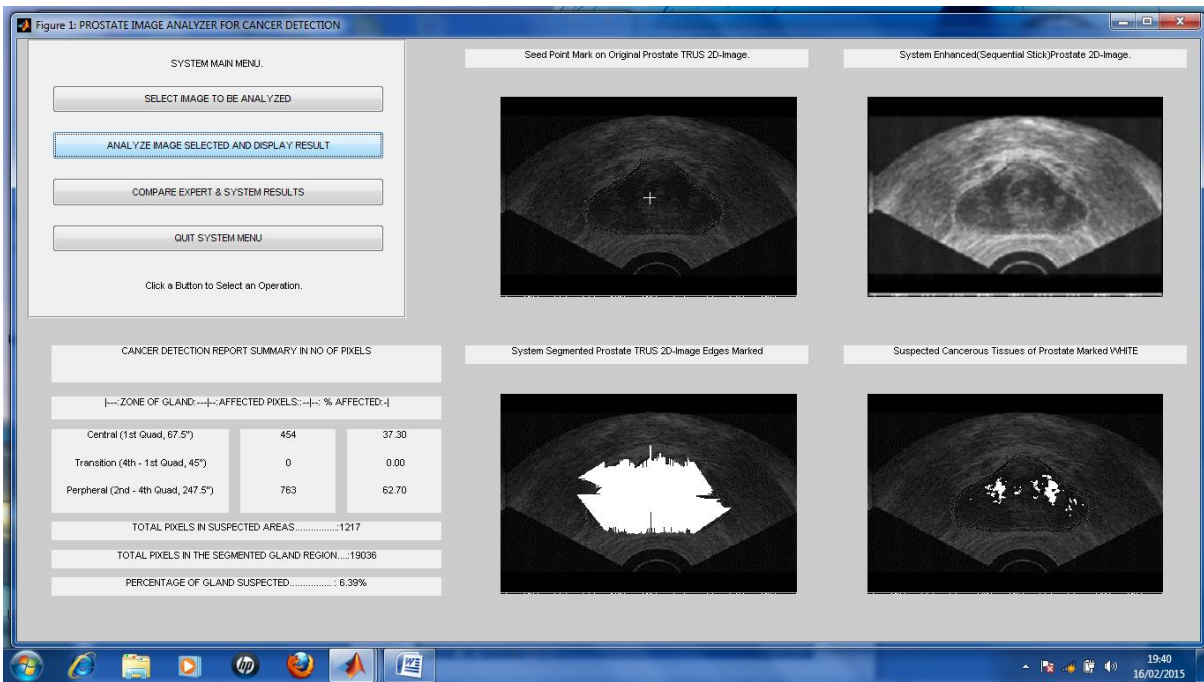 Figure 1: PROSTATE IMAGE ANALYZER FOR CANCER DETECTION
SYSTEM MAIN MENU.
SELECT IMAGE TO BE ANALYZED
ANALYZE IMAGE SELECTED AND DISPLAY RESULT
COMPARE EXPERT & SYSTEM RESULTS
QUIT SYSTEM MENU
Click a Button to Select an Operation.
Seed Point Mark on Original Prostate TRUS 2D-Image.
System Enhanced(Sequential Stick)Prostate 2D-Image.
CANCER DETECTION REPORT SUMMARY IN NO OF PIXELS
|---:ZONE OF GLAND:---|--:AFFECTED PIXELS::--|--: % AFFECTED:-|
Central (1st Quad, 67.5") 454 37.30
Transition (4th - 1st Quad, 45") 0 0.00
Perpheral (2nd - 4th Quad, 247.5") 763 62.70
TOTAL PIXELS IN SUSPECTED AREAS...............:1217
TOTAL PIXELS IN THE SEGMENTED GLAND REGION....:19036
PERCENTAGE OF GLAND SUSPECTED................ : 6.39%
System Segmented Prostate TRUS 2D-Image Edges Marked
Suspected Cancerous Tissues of Prostate Marked WHITE
hp
W
19:40
16/02/2015